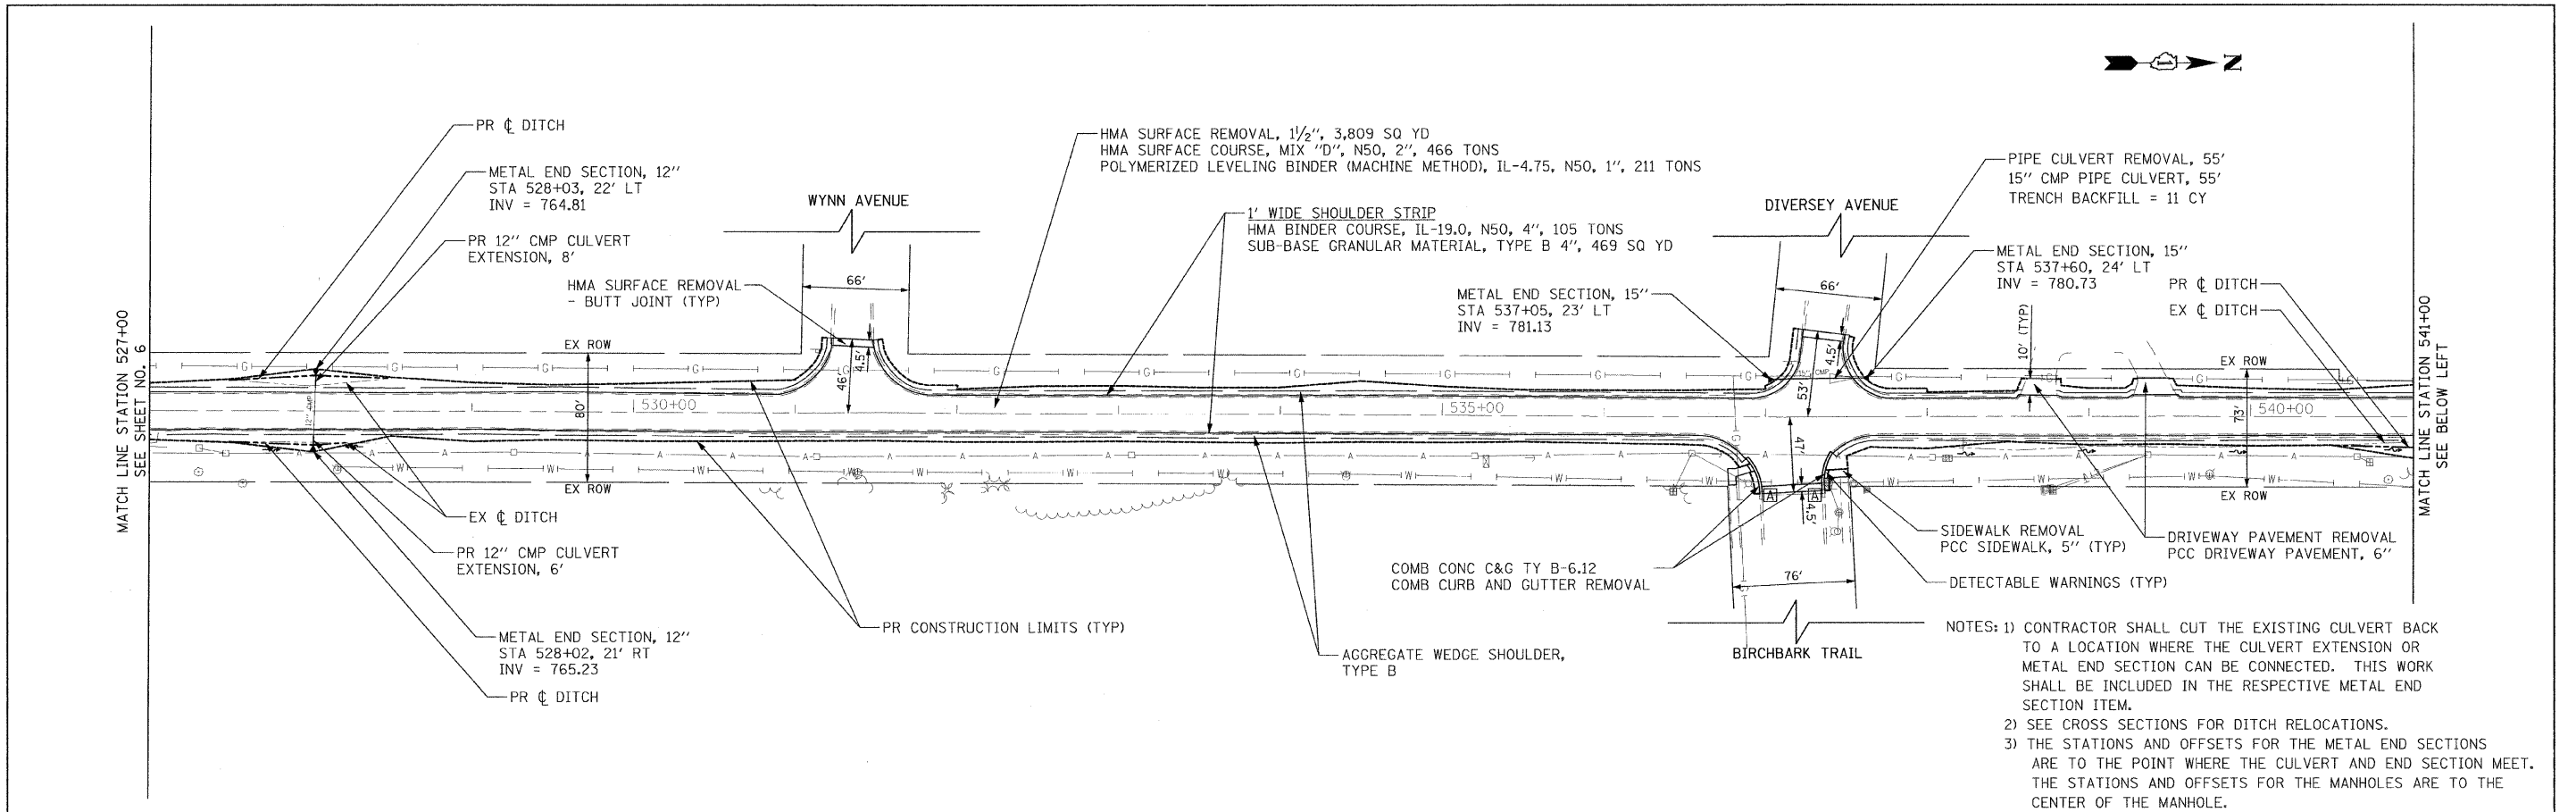 N
PR ℄ DITCH
METAL END SECTION, 12"
STA 528+03, 22' LT
INV = 764.81
PR 12" CMP CULVERT
EXTENSION, 8'
HMA SURFACE REMOVAL
- BUTT JOINT (TYP)
WYNN AVENUE
66'
HMA SURFACE REMOVAL, 1 1/2", 3,809 SQ YD
HMA SURFACE COURSE, MIX "D", N50, 2", 466 TONS
POLYMERIZED LEVELING BINDER (MACHINE METHOD), IL-4.75, N50, 1", 211 TONS
1' WIDE SHOULDER STRIP
HMA BINDER COURSE, IL-19.0, N50, 4", 105 TONS
SUB-BASE GRANULAR MATERIAL, TYPE B 4", 469 SQ YD
DIVERSEY AVENUE
66'
PIPE CULVERT REMOVAL, 55'
15" CMP PIPE CULVERT, 55'
TRENCH BACKFILL = 11 CY
METAL END SECTION, 15"
STA 537+60, 24' LT
INV = 780.73
METAL END SECTION, 15"
STA 537+05, 23' LT
INV = 781.13
PR ℄ DITCH
EX ℄ DITCH
10' (TYP)
MATCH LINE STATION 527+00
SEE SHEET NO. 6
MATCH LINE STATION 541+00
SEE BELOW LEFT
EX ROW
EX ROW
80'
12" CMP
530+00
46'
4.5'
535+00
53'
4.5'
15" CMP
47'
4.5'
A
A
540+00
73'
EX ROW
EX ROW
EX ℄ DITCH
PR 12" CMP CULVERT
EXTENSION, 6'
METAL END SECTION, 12"
STA 528+02, 21' RT
INV = 765.23
PR ℄ DITCH
PR CONSTRUCTION LIMITS (TYP)
AGGREGATE WEDGE SHOULDER,
TYPE B
COMB CONC C&G TY B-6.12
COMB CURB AND GUTTER REMOVAL
76'
BIRCHBARK TRAIL
SIDEWALK REMOVAL
PCC SIDEWALK, 5" (TYP)
DETECTABLE WARNINGS (TYP)
DRIVEWAY PAVEMENT REMOVAL
PCC DRIVEWAY PAVEMENT, 6"
NOTES: 1) CONTRACTOR SHALL CUT THE EXISTING CULVERT BACK
TO A LOCATION WHERE THE CULVERT EXTENSION OR
METAL END SECTION CAN BE CONNECTED. THIS WORK
SHALL BE INCLUDED IN THE RESPECTIVE METAL END
SECTION ITEM.
2) SEE CROSS SECTIONS FOR DITCH RELOCATIONS.
3) THE STATIONS AND OFFSETS FOR THE METAL END SECTIONS
ARE TO THE POINT WHERE THE CULVERT AND END SECTION MEET.
THE STATIONS AND OFFSETS FOR THE MANHOLES ARE TO THE
CENTER OF THE MANHOLE.